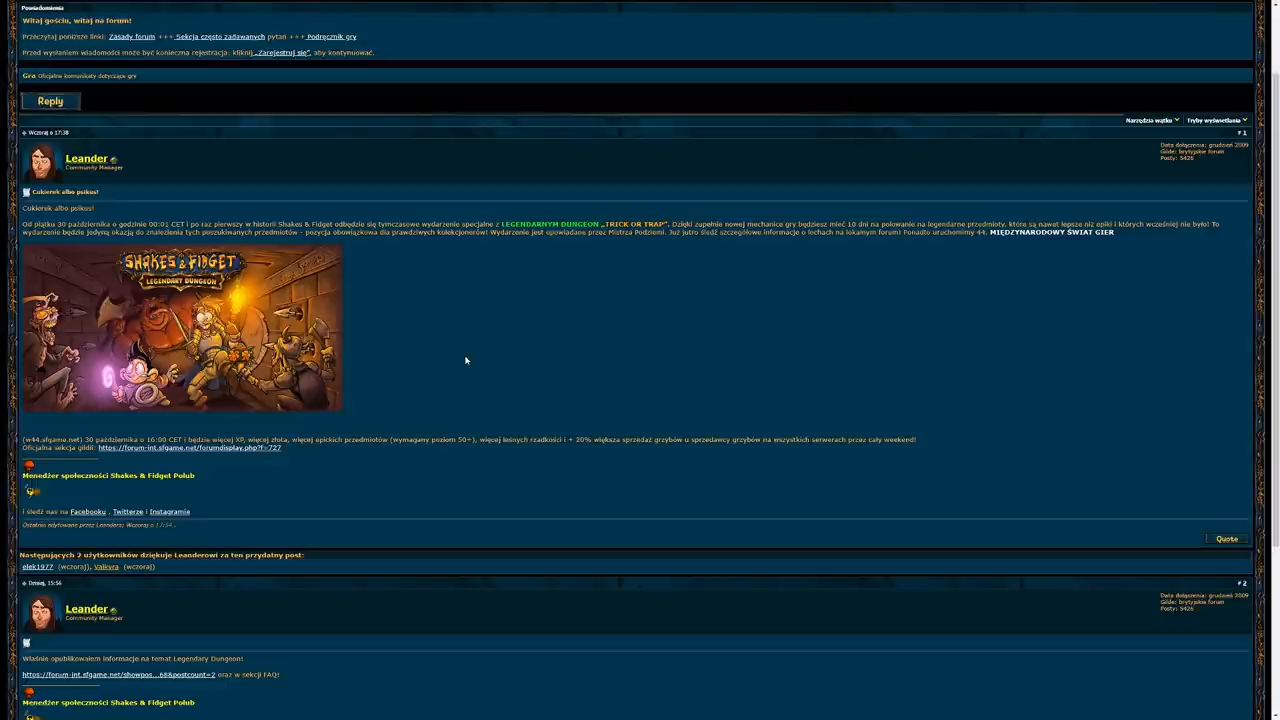 Powiadomienia
Witaj gościu, witaj na forum!
Przeczytaj poniższe linki: Zasady forum +++ Sekcja często zadawanych pytań +++ Podręcznik gry
Przed wysłaniem wiadomości może być konieczna rejestracja: kliknij „Zarejestruj się”, aby kontynuować.
Gra Oficjalne komunikaty dotyczące gry
Reply
Narzędzia wątku Tryby wyświetlania
Wczoraj o 17:38 #1
Leander
Community Manager
Data dołączenia: grudzień 2009
Gilde: brytyjskie forum
Posty: 5426
Cukierek albo psikus!
Cukierek albo psikus!
Od piątku 30 października o godzinie 00:01 CET i po raz pierwszy w historii Shakes & Fidget odbędzie się tymczasowe wydarzenie specjalne z LEGENDARNYM DUNGEON „TRICK OR TRAP”. Dzięki zupełnie nowej mechanice gry będziesz mieć 10 dni na polowanie na legendarne przedmioty, które są nawet lepsze niż epiki i których wcześniej nie było! To
wydarzenie będzie jedyną okazją do znalezienia tych poszukiwanych przedmiotów - pozycja obowiązkowa dla prawdziwych kolekcjonerów! Wydarzenie jest opowiadane przez Mistrza Podziemi. Już jutro śledź szczegółowe informacje o lochach na lokalnym forum! Ponadto uruchomimy 44. MIĘDZYNARODOWY ŚWIAT GIER
SHAKES & FIDGET
LEGENDARY DUNGEON
(w44.sfgame.net) 30 października o 16:00 CET i będzie więcej XP, więcej złota, więcej epickich przedmiotów (wymagany poziom 50+), więcej leśnych rzadkości i + 20% większa sprzedaż grzybów u sprzedawcy grzybów na wszystkich serwerach przez cały weekend!
Oficjalna sekcja gildii: https://forum-int.sfgame.net/forumdisplay.php?f=727
Menedżer społeczności Shakes & Fidget Polub
i śledź nas na Facebooku , Twitterze i Instagramie
Ostatnio edytowane przez Leandera; Wczoraj o 17:54 .
Quote
Następujących 2 użytkowników dziękuje Leanderowi za ten przydatny post:
elek1977 (wczoraj), Valkyra (wczoraj)
Dzisiaj, 15:56 #2
Leander
Community Manager
Data dołączenia: grudzień 2009
Gilde: brytyjskie forum
Posty: 5426
Właśnie opublikowałem informacje na temat Legendary Dungeon!
https://forum-int.sfgame.net/showpos...68&postcount=2 oraz w sekcji FAQ!
Menedżer społeczności Shakes & Fidget Polub